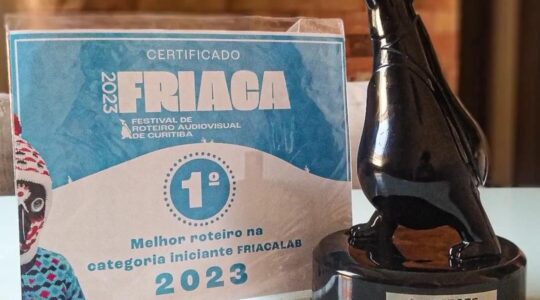 CERTIFICADO
2023
FRIACA
FESTIVAL DE
ROTEIRO AUDIOVISUAL
DE CURITIBA
1º
Melhor roteiro na
categoria iniciante FRIACALAB
2023